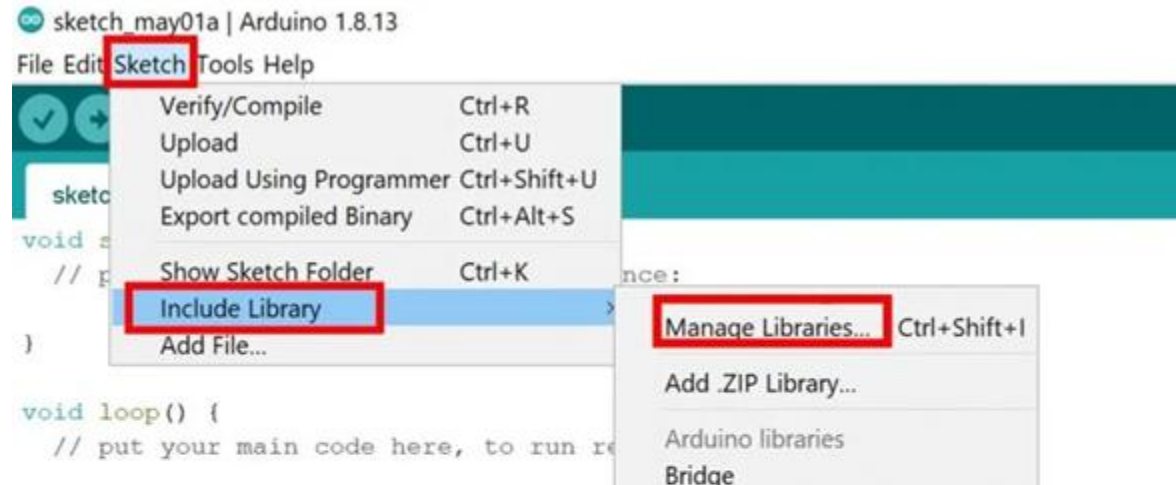 sketch_may01a | Arduino 1.8.13
File Edit Sketch Tools Help
Verify/Compile Ctrl+R
Upload Ctrl+U
Upload Using Programmer Ctrl+Shift+U
Export compiled Binary Ctrl+Alt+S
sketc
void s
Show Sketch Folder Ctrl+K
// p nce:
Include Library >
Manage Libraries... Ctrl+Shift+I
} Add File...
Add .ZIP Library...
void loop() {
Arduino libraries
// put your main code here, to run re
Bridge